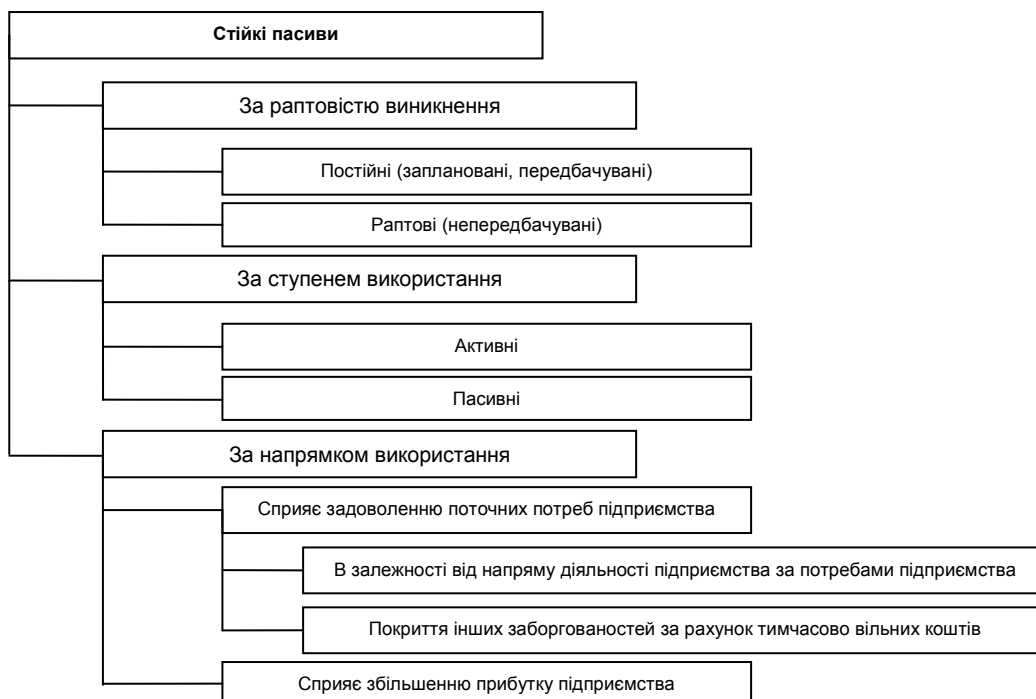 Стійкі пасиви
За раптовістю виникнення
Постійні (заплановані, передбачувані)
Раптові (непередбачувані)
За ступенем використання
Активні
Пасивні
За напрямком використання
Сприяє задоволенню поточних потреб підприємства
В залежності від напряму діяльності підприємства за потребами підприємства
Покриття інших заборгованостей за рахунок тимчасово вільних коштів
Сприяє збільшенню прибутку підприємства